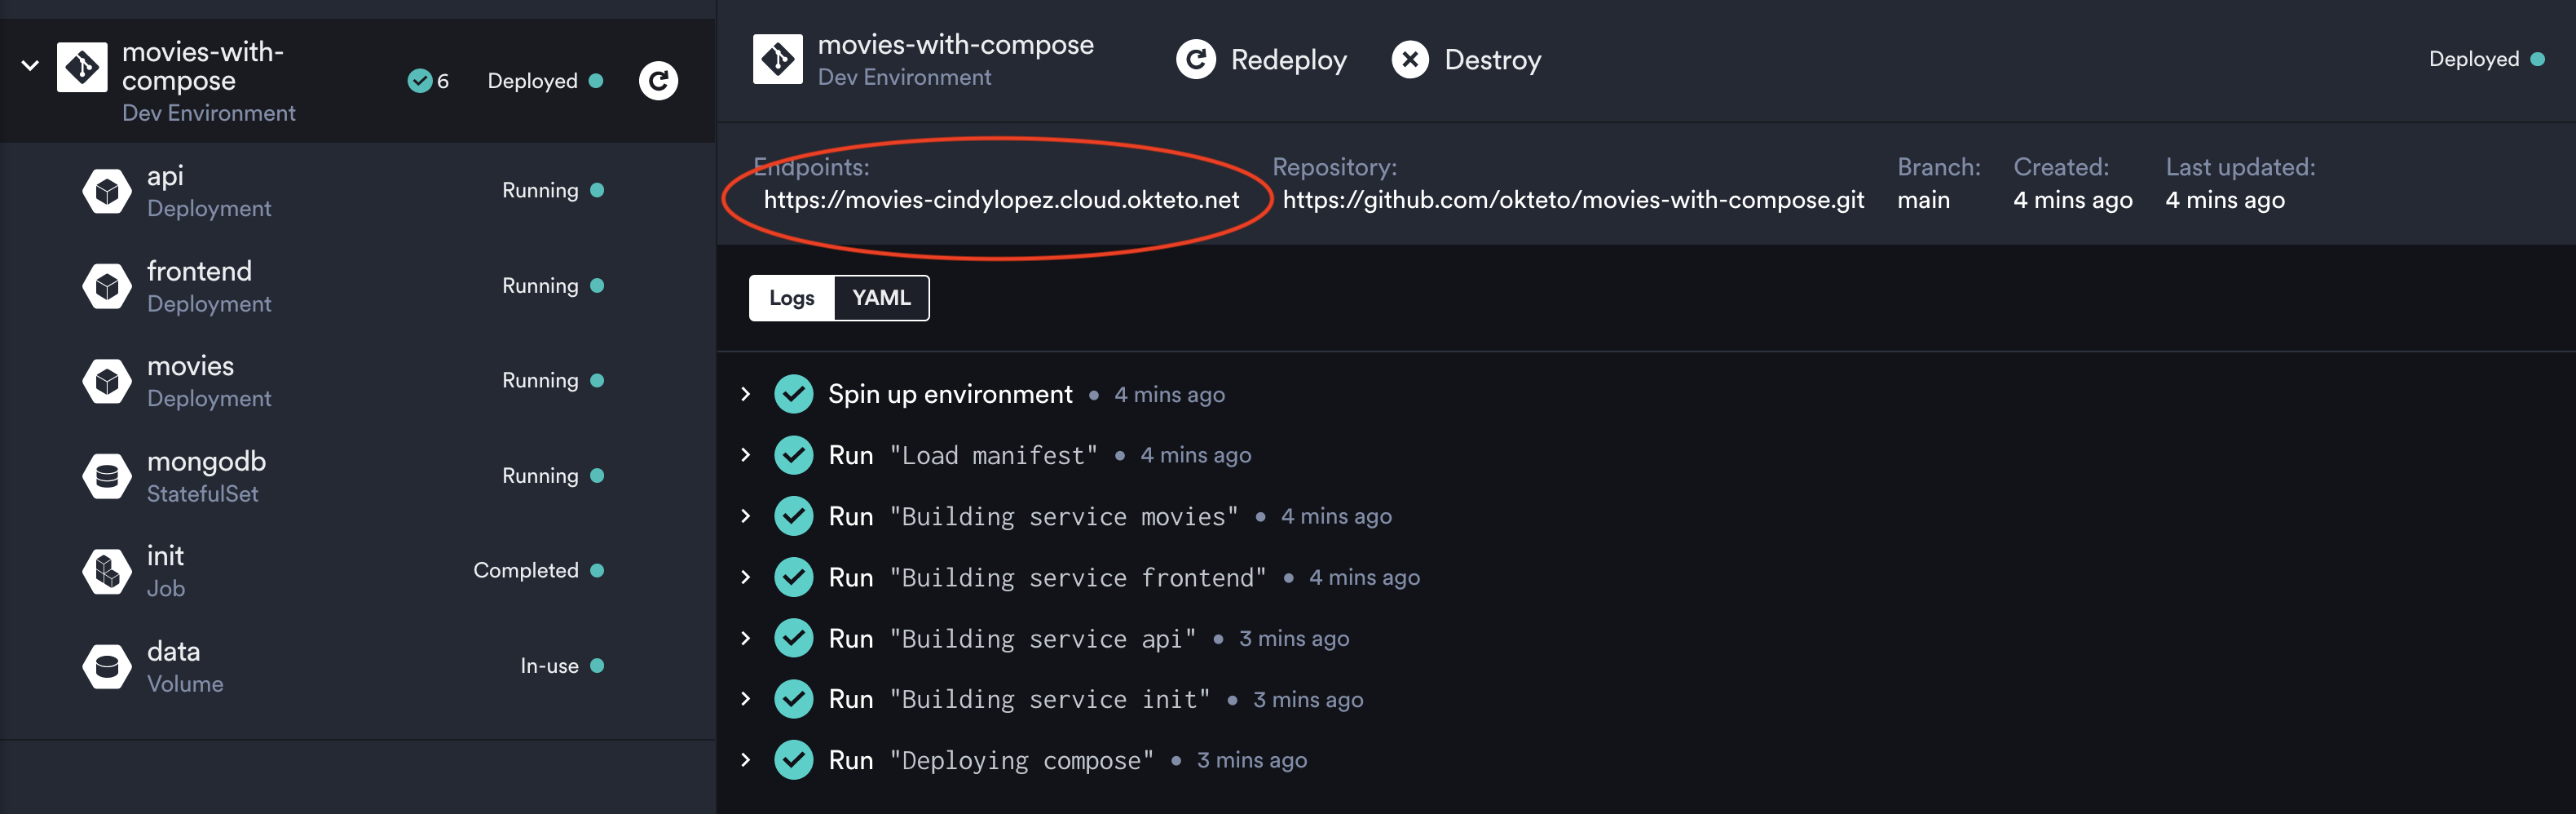 movies-with-
compose
Dev Environment
6
Deployed
api
Deployment
Running
frontend
Deployment
Running
movies
Deployment
Running
mongodb
StatefulSet
Running
init
Job
Completed
data
Volume
In-use
movies-with-compose
Dev Environment
Redeploy
Destroy
Deployed
Endpoints:
https://movies-cindylopez.cloud.okteto.net
Repository:
https://github.com/okteto/movies-with-compose.git
Branch:
main
Created:
4 mins ago
Last updated:
4 mins ago
Logs
YAML
Spin up environment • 4 mins ago
Run "Load manifest" • 4 mins ago
Run "Building service movies" • 4 mins ago
Run "Building service frontend" • 4 mins ago
Run "Building service api" • 3 mins ago
Run "Building service init" • 3 mins ago
Run "Deploying compose" • 3 mins ago